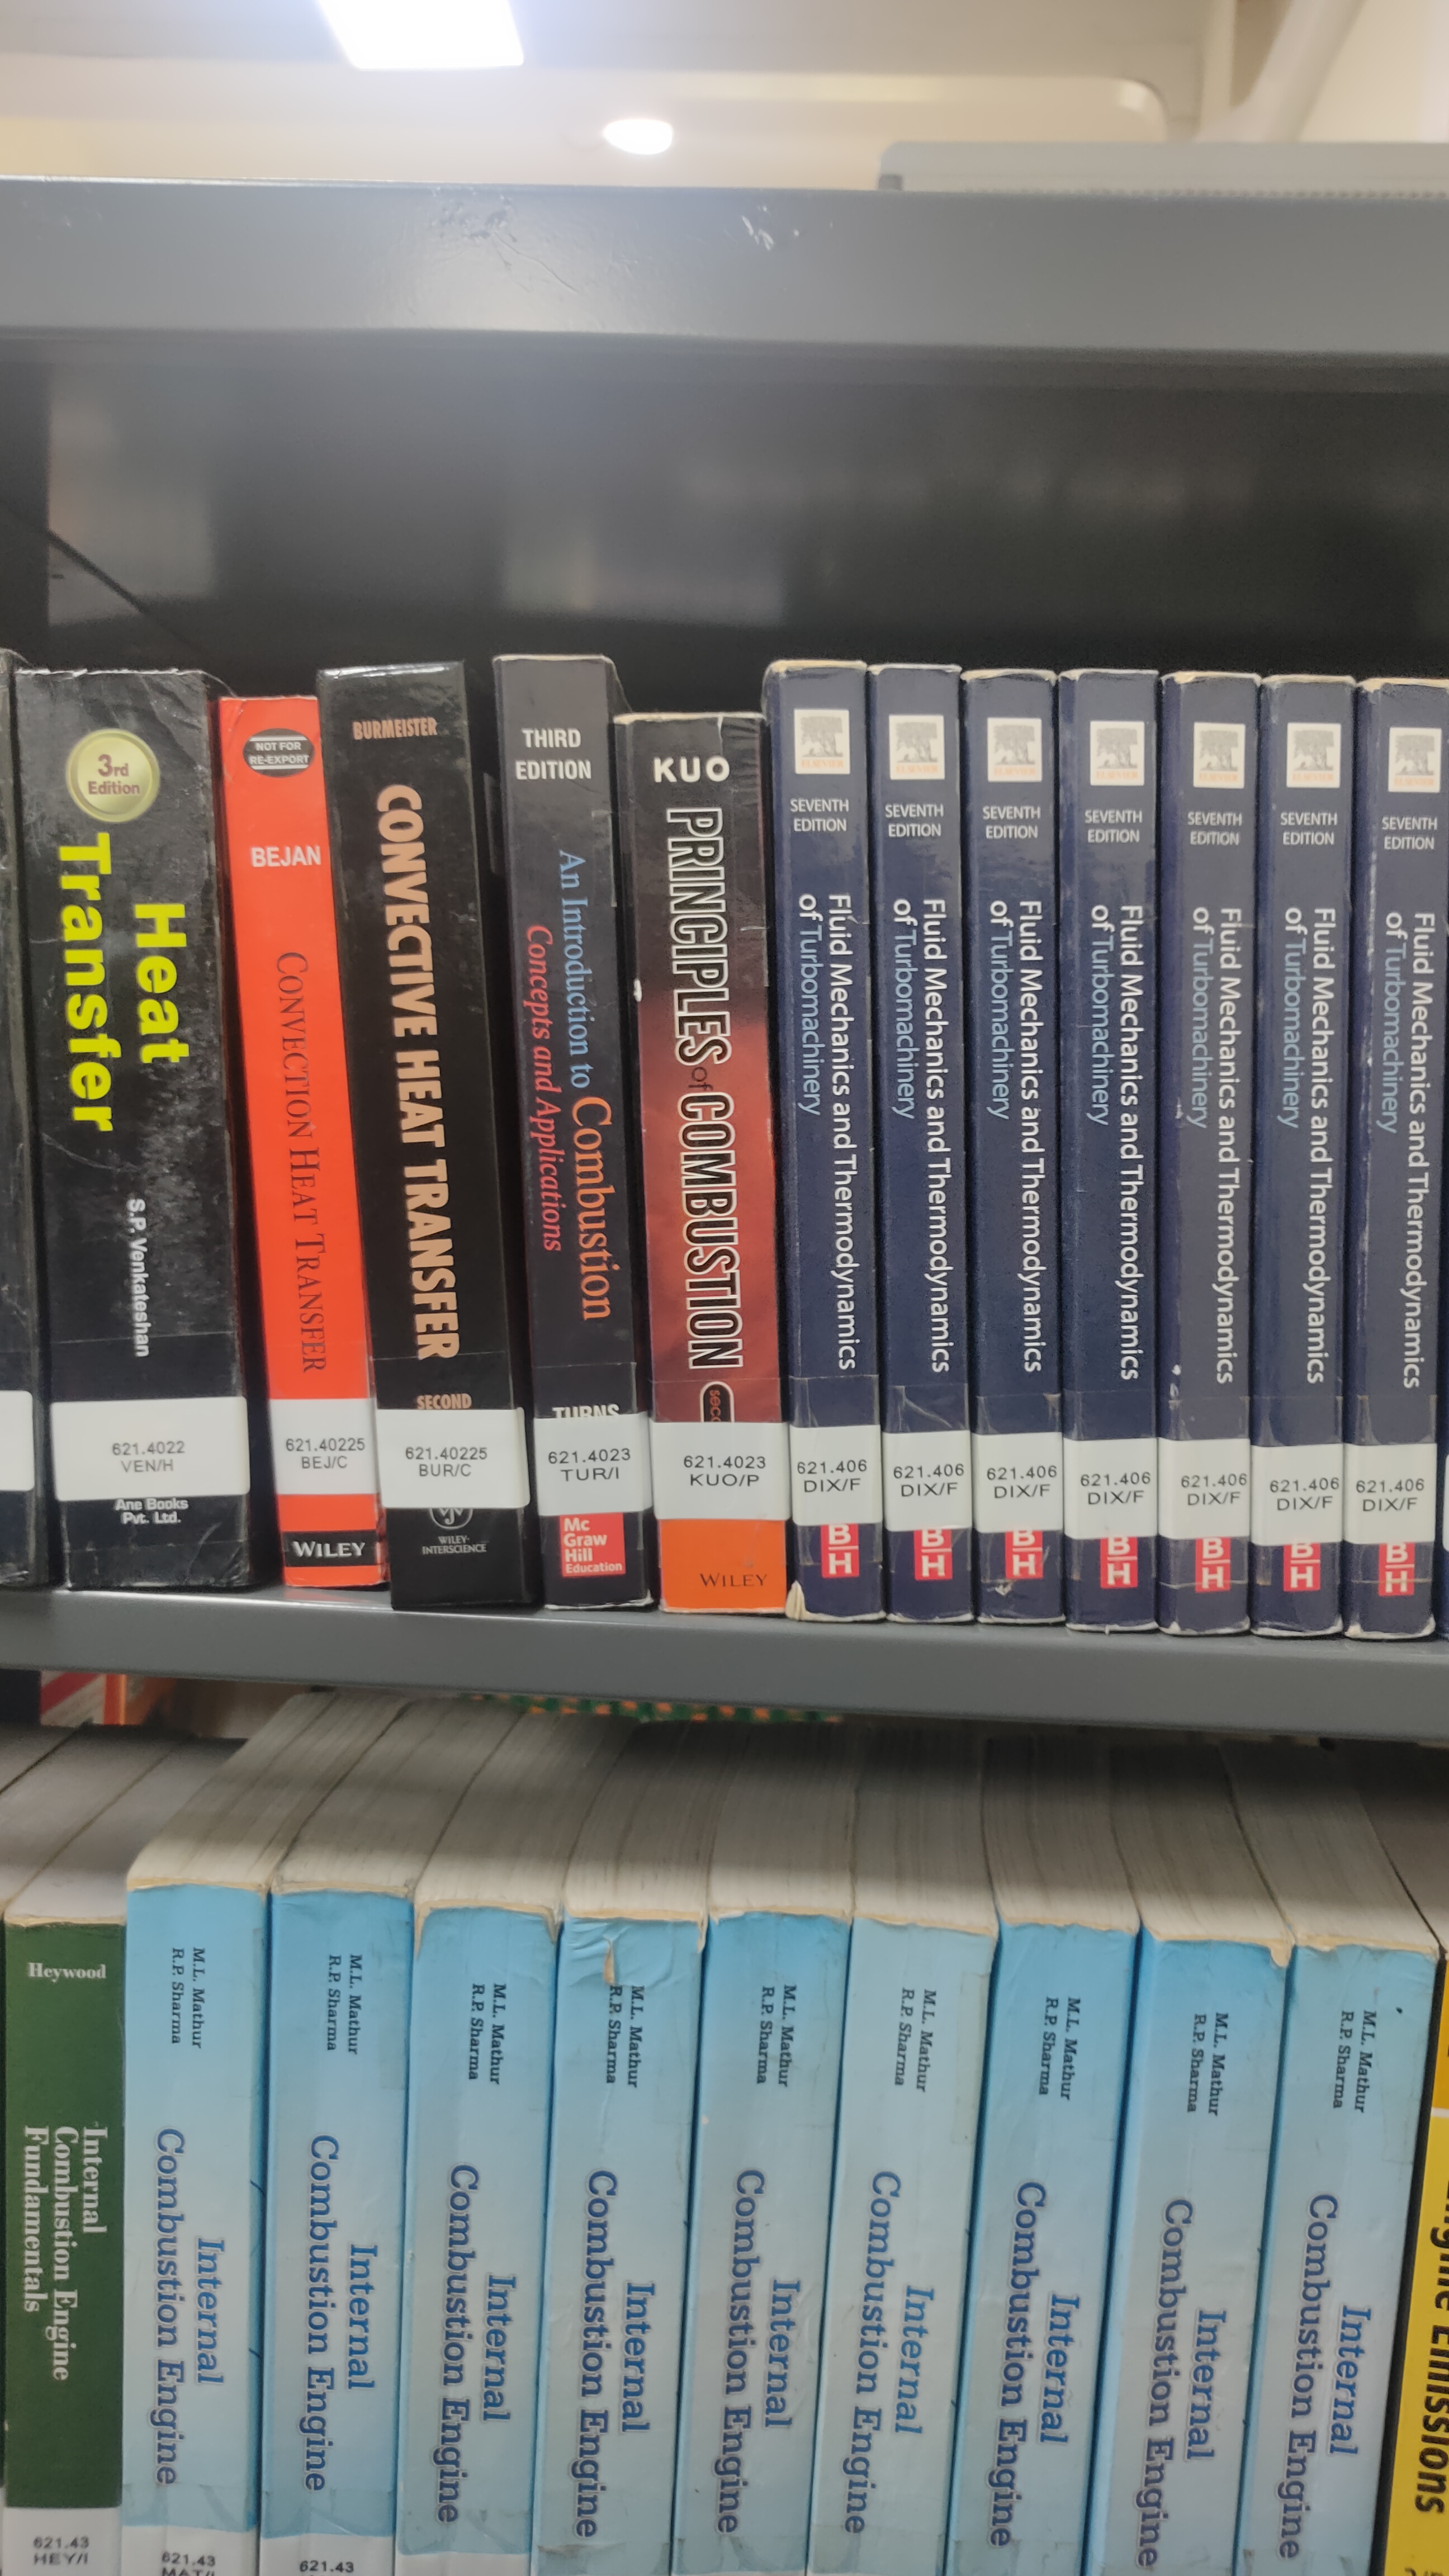 3rd
Edition
Heat
Transfer
S.P. Venkateshan
621.4022
VEN/H
Ane Books
Pvt. Ltd.
NOT FOR
RE-EXPORT
BEJAN
CONVECTION HEAT TRANSFER
621.40225
BEJ/C
WILEY
BURMEISTER
CONVECTIVE HEAT TRANSFER
SECOND
621.40225
BUR/C
WILEY-
INTERSCIENCE
THIRD
EDITION
An Introduction to Combustion
Concepts and Applications
TURNS
621.4023
TUR/I
Mc
Graw
Hill
Education
KUO
PRINCIPLES of COMBUSTION
621.4023
KUO/P
WILEY
ELSEVIER
SEVENTH
EDITION
Fluid Mechanics and Thermodynamics
of Turbomachinery
621.406
DIX/F
B
H
ELSEVIER
SEVENTH
EDITION
Fluid Mechanics and Thermodynamics
of Turbomachinery
621.406
DIX/F
B
H
ELSEVIER
SEVENTH
EDITION
Fluid Mechanics and Thermodynamics
of Turbomachinery
621.406
DIX/F
B
H
ELSEVIER
SEVENTH
EDITION
Fluid Mechanics and Thermodynamics
of Turbomachinery
621.406
DIX/F
B
H
ELSEVIER
SEVENTH
EDITION
Fluid Mechanics and Thermodynamics
of Turbomachinery
621.406
DIX/F
B
H
ELSEVIER
SEVENTH
EDITION
Fluid Mechanics and Thermodynamics
of Turbomachinery
621.406
DIX/F
B
H
ELSEVIER
SEVENTH
EDITION
Fluid Mechanics and Thermodynamics
of Turbomachinery
621.406
DIX/F
B
H
Heywood
Internal
Combustion Engine
Fundamentals
621.43
HEY/I
M.L. Mathur
R.P. Sharma
Internal
Combustion Engine
621.43
MAT/I
M.L. Mathur
R.P. Sharma
Internal
Combustion Engine
621.43
M.L. Mathur
R.P. Sharma
Internal
Combustion Engine
M.L. Mathur
R.P. Sharma
Internal
Combustion Engine
M.L. Mathur
R.P. Sharma
Internal
Combustion Engine
M.L. Mathur
R.P. Sharma
Internal
Combustion Engine
M.L. Mathur
R.P. Sharma
Internal
Combustion Engine
M.L. Mathur
R.P. Sharma
Internal
Combustion Engine
M.L. Mathur
R.P. Sharma
Internal
Combustion Engine
Emissions